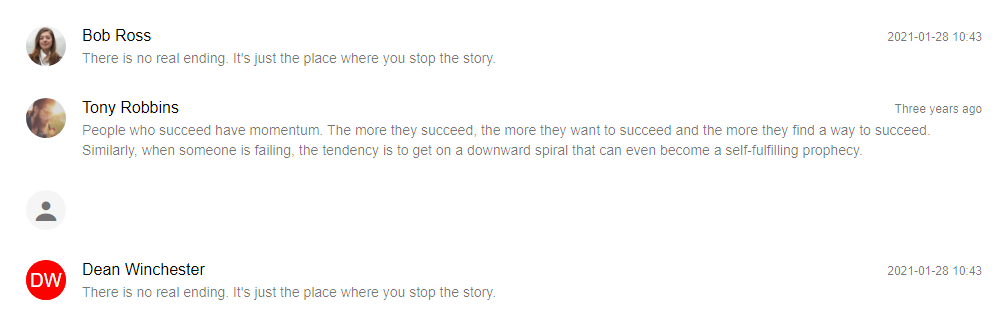 Bob Ross
2021-01-28 10:43
There is no real ending. It's just the place where you stop the story.
Tony Robbins
Three years ago
People who succeed have momentum. The more they succeed, the more they want to succeed and the more they find a way to succeed.
Similarly, when someone is failing, the tendency is to get on a downward spiral that can even become a self-fulfilling prophecy.
DW
Dean Winchester
2021-01-28 10:43
There is no real ending. It's just the place where you stop the story.